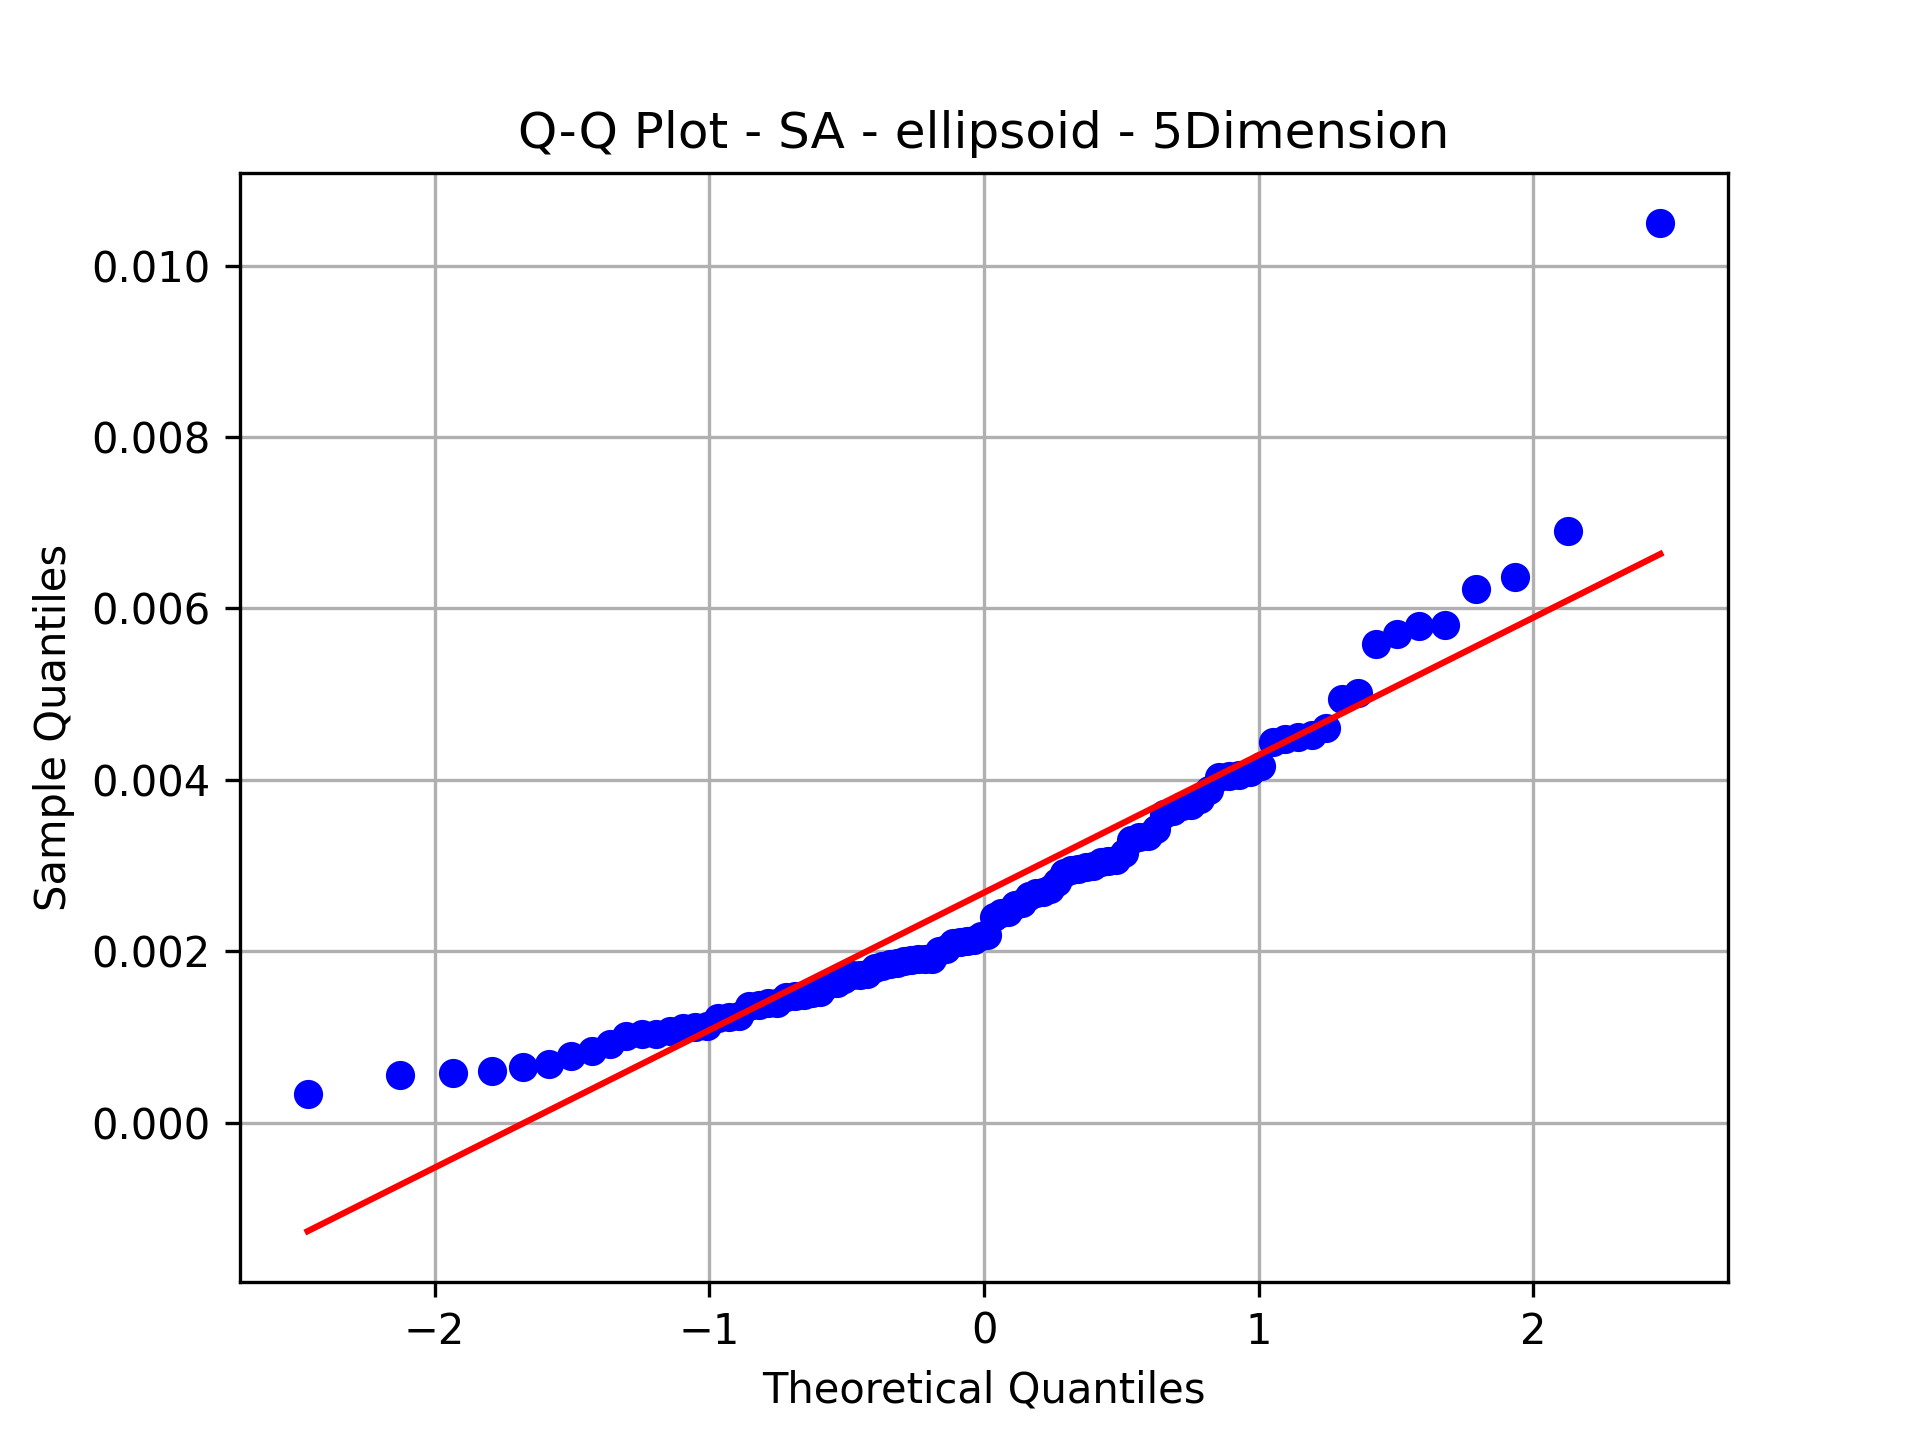 Q-Q Plot - SA - ellipsoid - 5Dimension
0.010
0.008
0.006
0.004
0.002
0.000
Sample Quantiles
−2 −1 0 1 2
Theoretical Quantiles